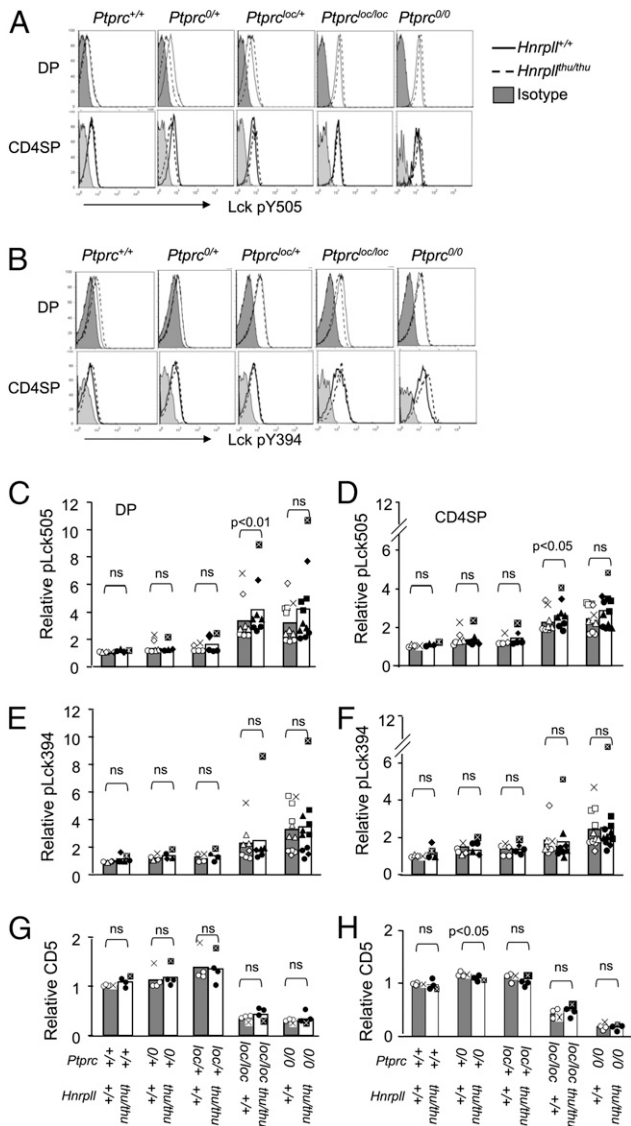 A
Ptprc+/+ Ptprc0/+ Ptprcloc/+ Ptprcloc/loc Ptprc0/0
DP
CD4SP
Hnrpll+/+
Hnrpllthu/thu
Isotype
Lck pY505
B
Ptprc+/+ Ptprc0/+ Ptprcloc/+ Ptprcloc/loc Ptprc0/0
DP
CD4SP
Lck pY394
C
DP
Relative pLck505
12
10
8
6
4
2
0
ns ns ns p<0.01 ns
D
CD4SP
Relative pLck505
12
4
2
0
ns ns ns p<0.05 ns
E
Relative pLck394
12
10
8
6
4
2
0
ns ns ns ns ns
F
Relative pLck394
12
4
2
0
ns ns ns ns ns
G
Relative CD5
2
1
0
ns ns ns ns ns
H
Relative CD5
2
1
0
ns p<0.05 ns ns ns
Ptprc +/+ +/+ 0/+ 0/+ loc/+ loc/+ loc/loc loc/loc 0/0 0/0
Hnrpll +/+ thu/thu +/+ thu/thu +/+ thu/thu +/+ thu/thu +/+ thu/thu
Ptprc +/+ +/+ 0/+ 0/+ loc/+ loc/+ loc/loc loc/loc 0/0 0/0
Hnrpll +/+ thu/thu +/+ thu/thu +/+ thu/thu +/+ thu/thu +/+ thu/thu